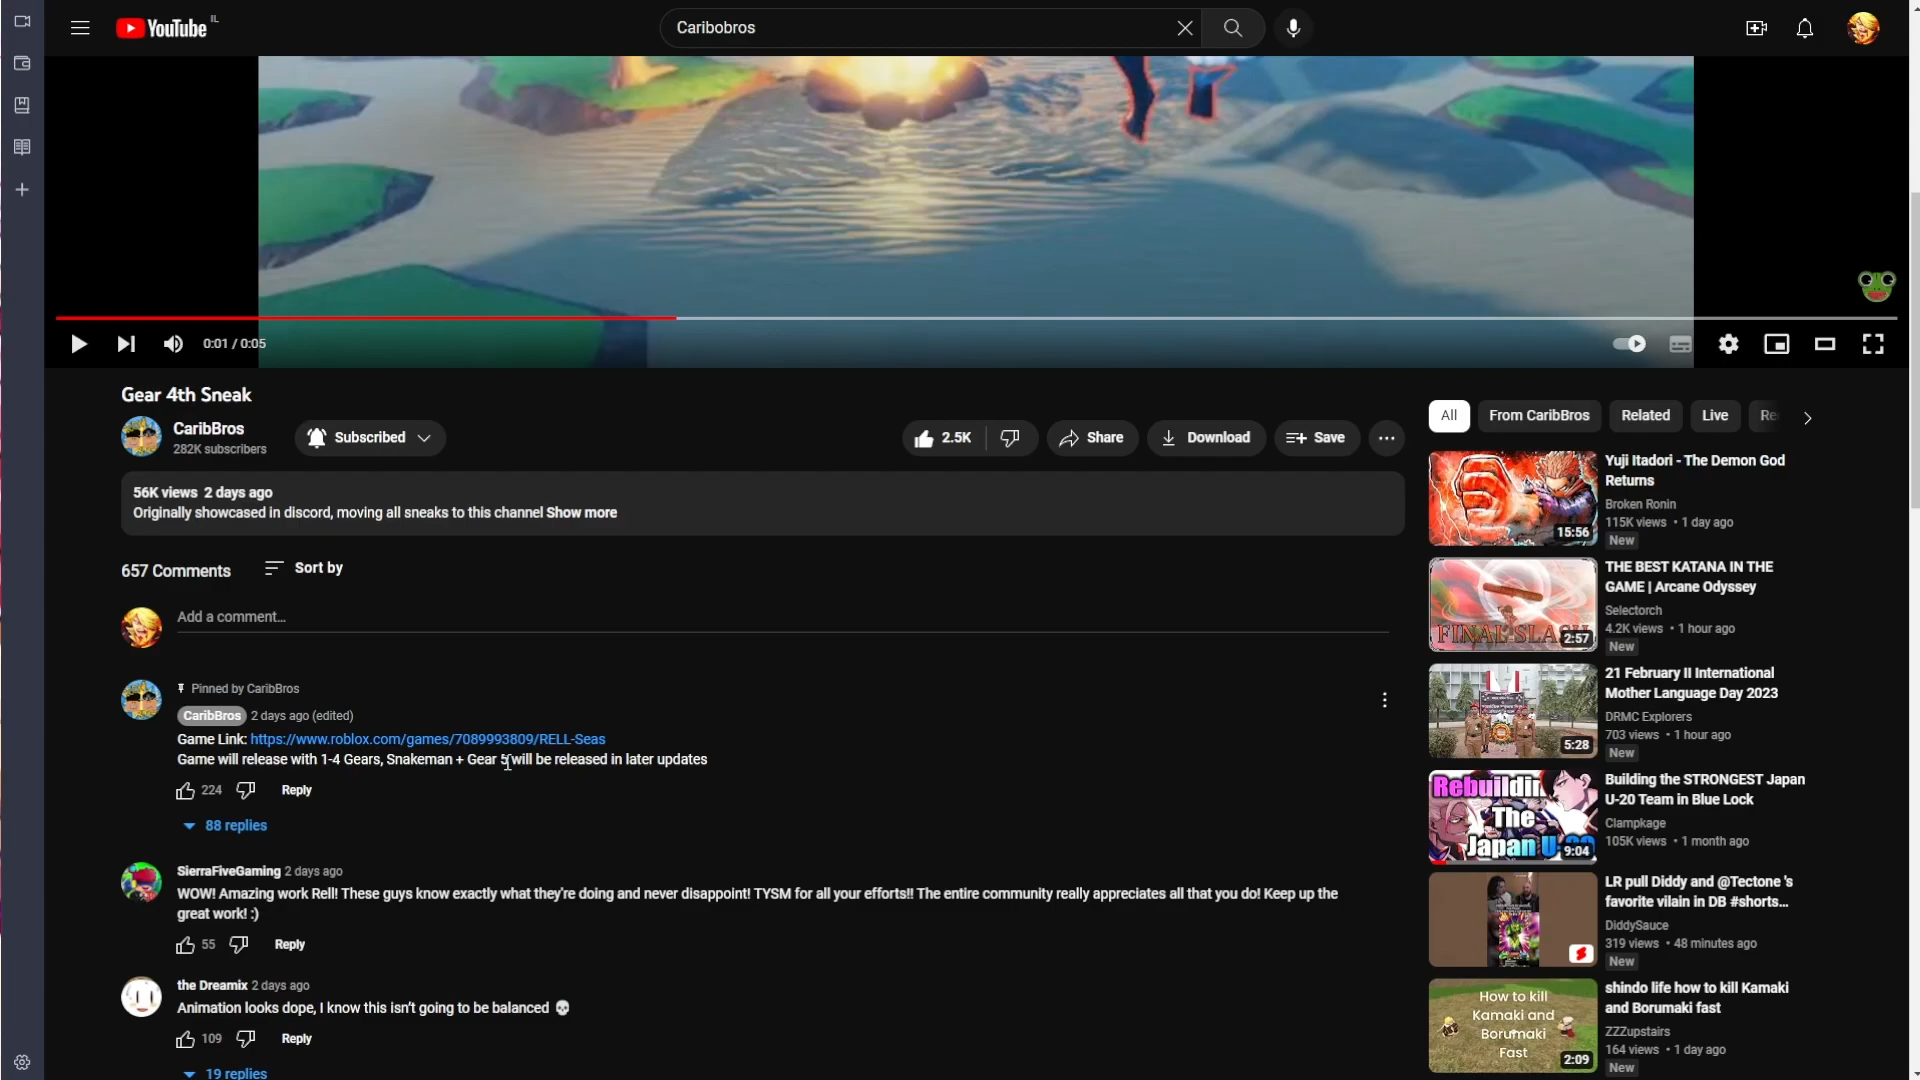 YouTube IL
Caribobros
0:01 / 0:05
Gear 4th Sneak
CaribBros
282K subscribers
Subscribed
2.5K
Share
Download
Save
56K views 2 days ago
Originally showcased in discord, moving all sneaks to this channel Show more
657 Comments
Sort by
Add a comment...
Pinned by CaribBros
CaribBros 2 days ago (edited)
Game Link: https://www.roblox.com/games/7089993809/RELL-Seas
Game will release with 1-4 Gears, Snakeman + Gear 5 will be released in later updates
224
Reply
88 replies
SierraFiveGaming 2 days ago
WOW! Amazing work Rell! These guys know exactly what they're doing and never disappoint! TYSM for all your efforts!! The entire community really appreciates all that you do! Keep up the
great work! :)
55
Reply
the Dreamix 2 days ago
Animation looks dope, I know this isn't going to be balanced 💀
109
Reply
19 replies
All
From CaribBros
Related
Live
Re
15:56
Yuji Itadori - The Demon God
Returns
Broken Ronin
115K views • 1 day ago
New
FINAL SLASH
2:57
THE BEST KATANA IN THE
GAME | Arcane Odyssey
Selectorch
4.2K views • 1 hour ago
New
5:28
21 February II International
Mother Language Day 2023
DRMC Explorers
703 views • 1 hour ago
New
Rebuildin
The
Japan U
9:04
Building the STRONGEST Japan
U-20 Team in Blue Lock
Clampkage
105K views • 1 month ago
LR pull Diddy and @Tectone 's
favorite vilain in DB #shorts...
DiddySauce
319 views • 48 minutes ago
New
How to kill
Kamaki and
Borumaki
Fast
2:09
shindo life how to kill Kamaki
and Borumaki fast
ZZZupstairs
164 views • 1 day ago
New